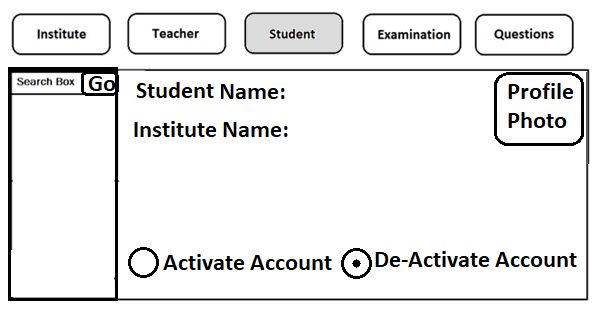 Institute Teacher Student Examination Questions
Search Box Go
Student Name:
Institute Name:
Profile
Photo
Activate Account De-Activate Account